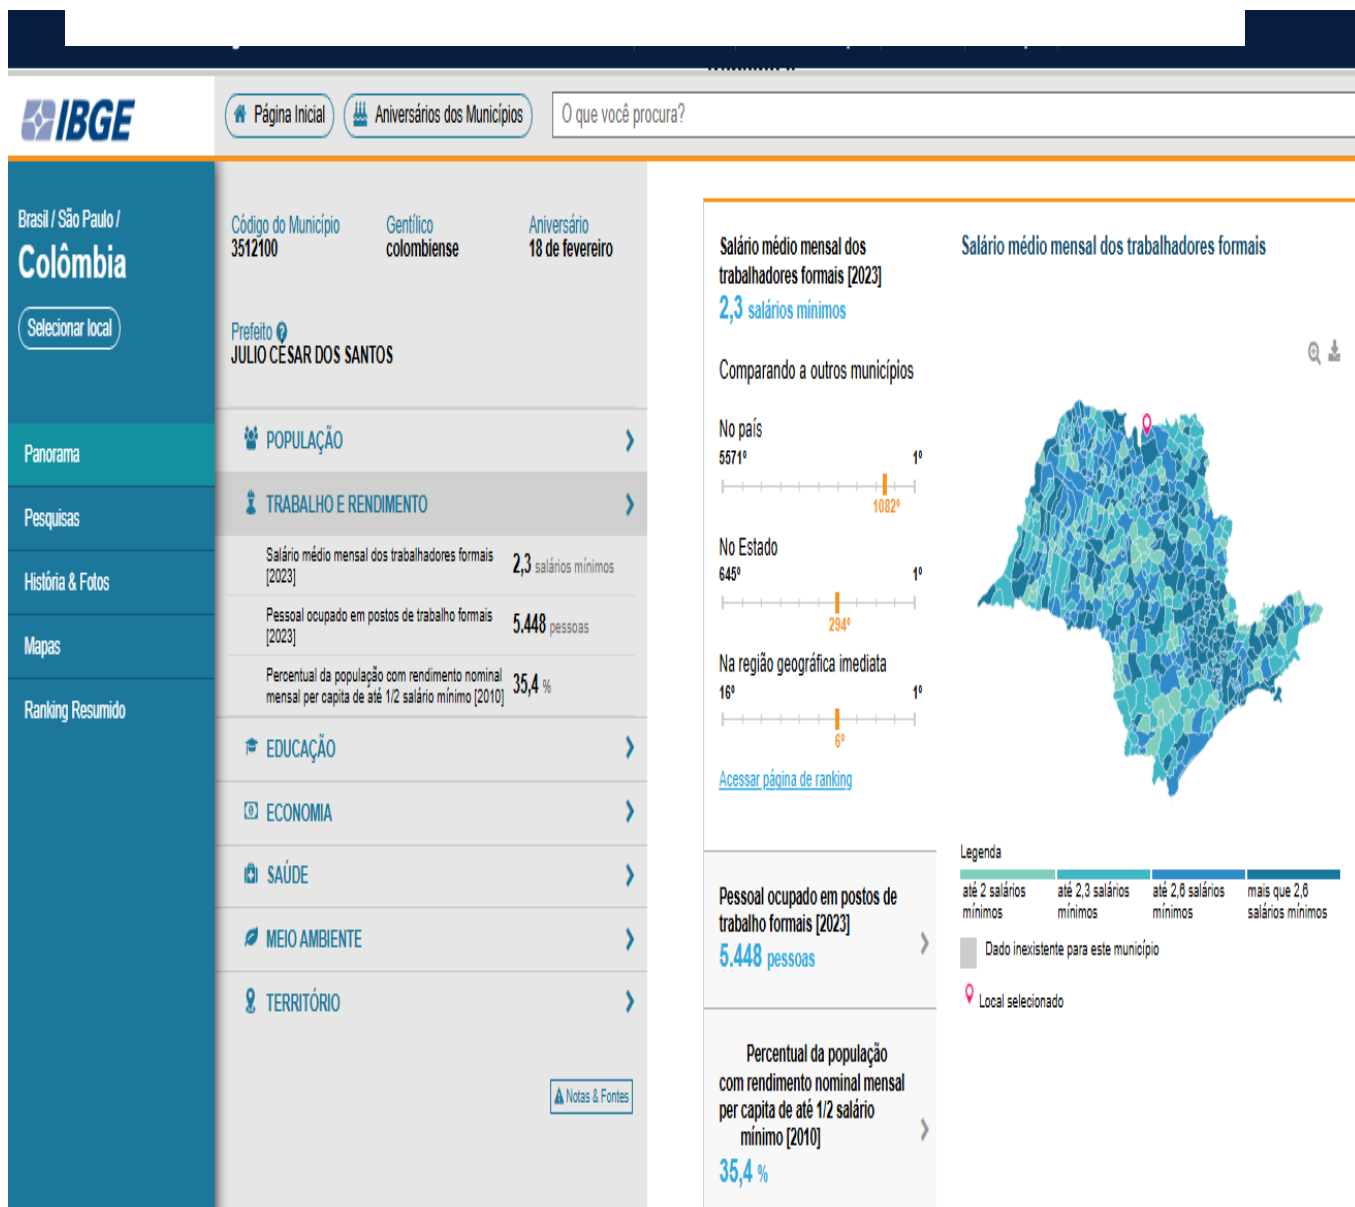 IBGE
Página Inicial
Aniversários dos Municípios
O que você procura?
Brasil / São Paulo /
Colômbia
Selecionar local
Panorama
Pesquisas
História & Fotos
Mapas
Ranking Resumido
Código do Município
3512100
Gentílico
colombiense
Aniversário
18 de fevereiro
Prefeito ?
JULIO CÉSAR DOS SANTOS
POPULAÇÃO
TRABALHO E RENDIMENTO
Salário médio mensal dos trabalhadores formais
[2023]
2,3 salários mínimos
Pessoal ocupado em postos de trabalho formais
[2023]
5.448 pessoas
Percentual da população com rendimento nominal
mensal per capita de até 1/2 salário mínimo [2010]
35,4 %
EDUCAÇÃO
ECONOMIA
SAÚDE
MEIO AMBIENTE
TERRITÓRIO
Notas & Fontes
Salário médio mensal dos
trabalhadores formais [2023]
2,3 salários mínimos
Comparando a outros municípios
No país
5571º 1º
1082º
No Estado
645º 1º
294º
Na região geográfica imediata
16º 1º
6º
Acessar página de ranking
Pessoal ocupado em postos de
trabalho formais [2023]
5.448 pessoas
Percentual da população
com rendimento nominal mensal
per capita de até 1/2 salário
mínimo [2010]
35,4 %
Salário médio mensal dos trabalhadores formais
Legenda
até 2 salários
mínimos
até 2,3 salários
mínimos
até 2,6 salários
mínimos
mais que 2,6
salários mínimos
Dado inexistente para este município
Local selecionado